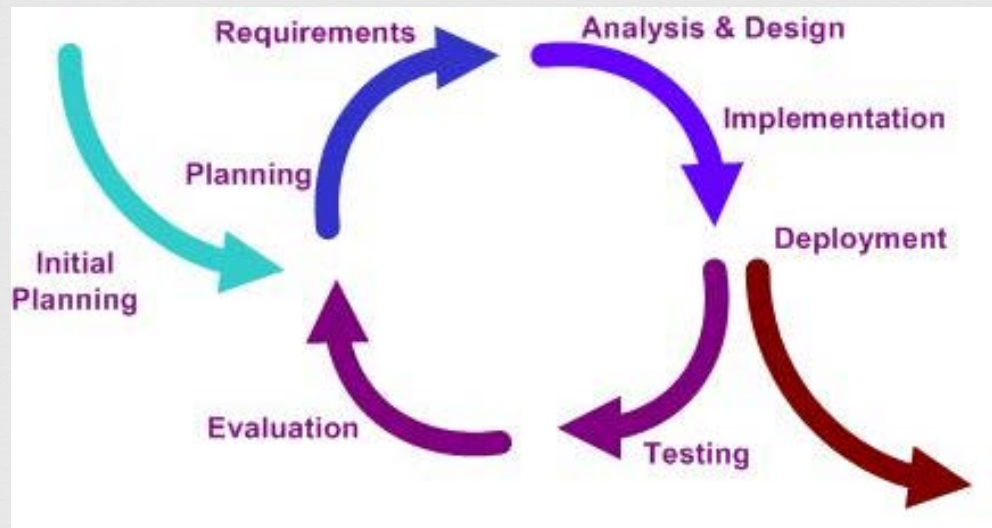 Requirements
Analysis & Design
Implementation
Planning
Deployment
Initial
Planning
Evaluation
Testing